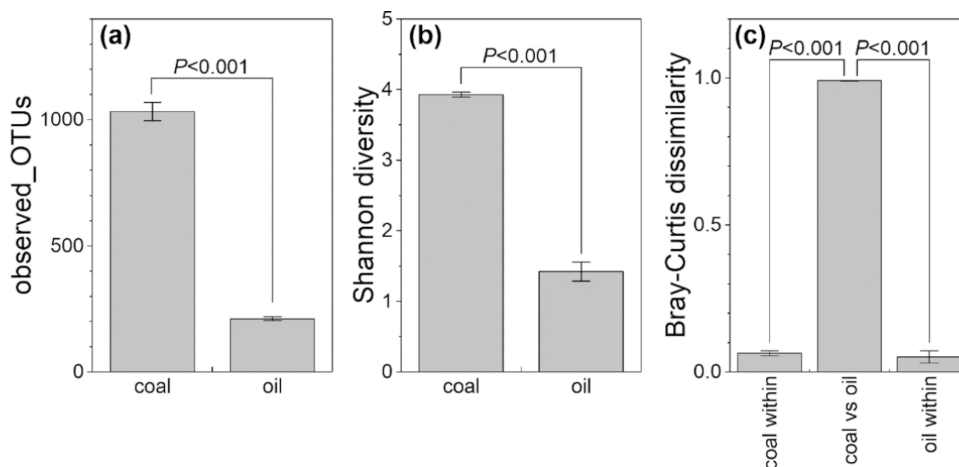 (a)
P<0.001
observed_OTUs
1000
500
0
coal
oil
(b)
P<0.001
Shannon diversity
5
4
3
2
1
0
coal
oil
(c)
P<0.001 P<0.001
Bray-Curtis dissimilarity
1.0
0.5
0.0
coal within
coal vs oil
oil within